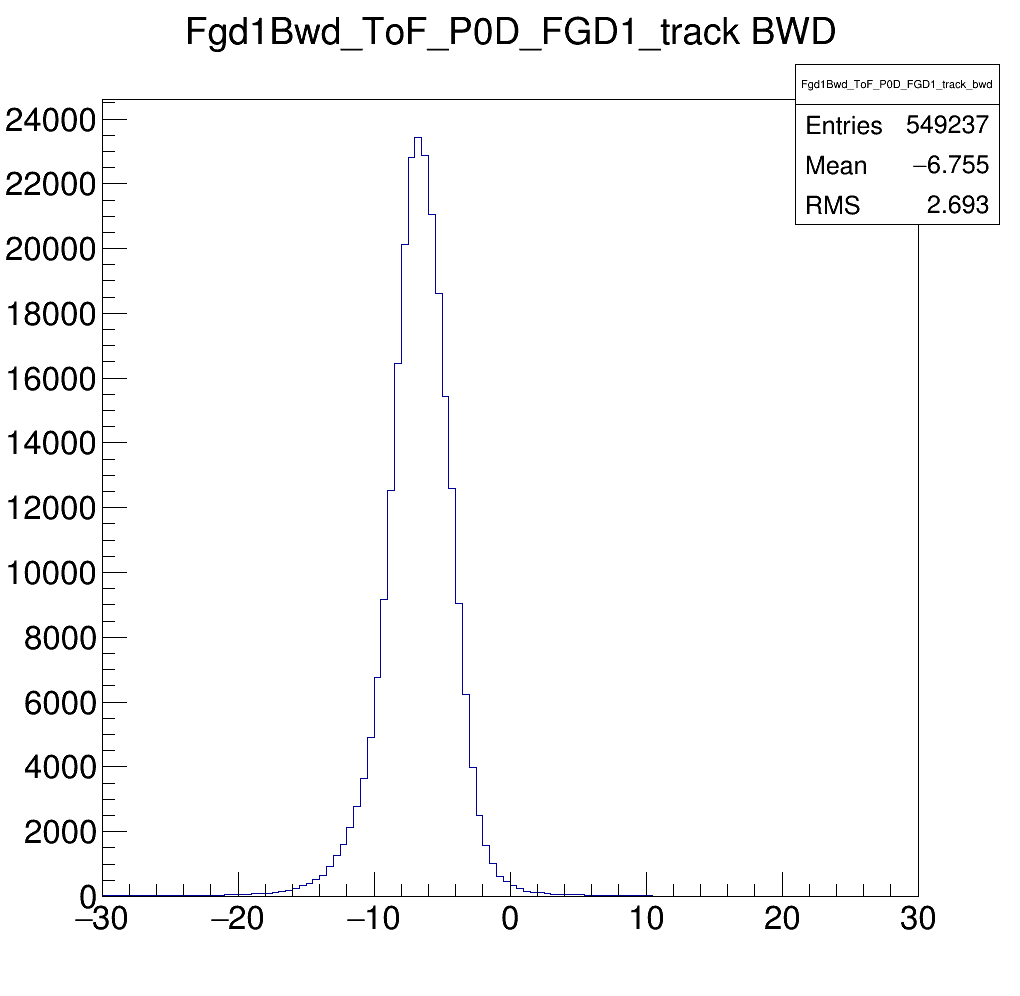 Fgd1Bwd_ToF_P0D_FGD1_track BWD
Fgd1Bwd_ToF_P0D_FGD1_track_bwd
Entries 549237
Mean −6.755
RMS 2.693
24000
22000
20000
18000
16000
14000
12000
10000
8000
6000
4000
2000
0
−30 −20 −10 0 10 20 30